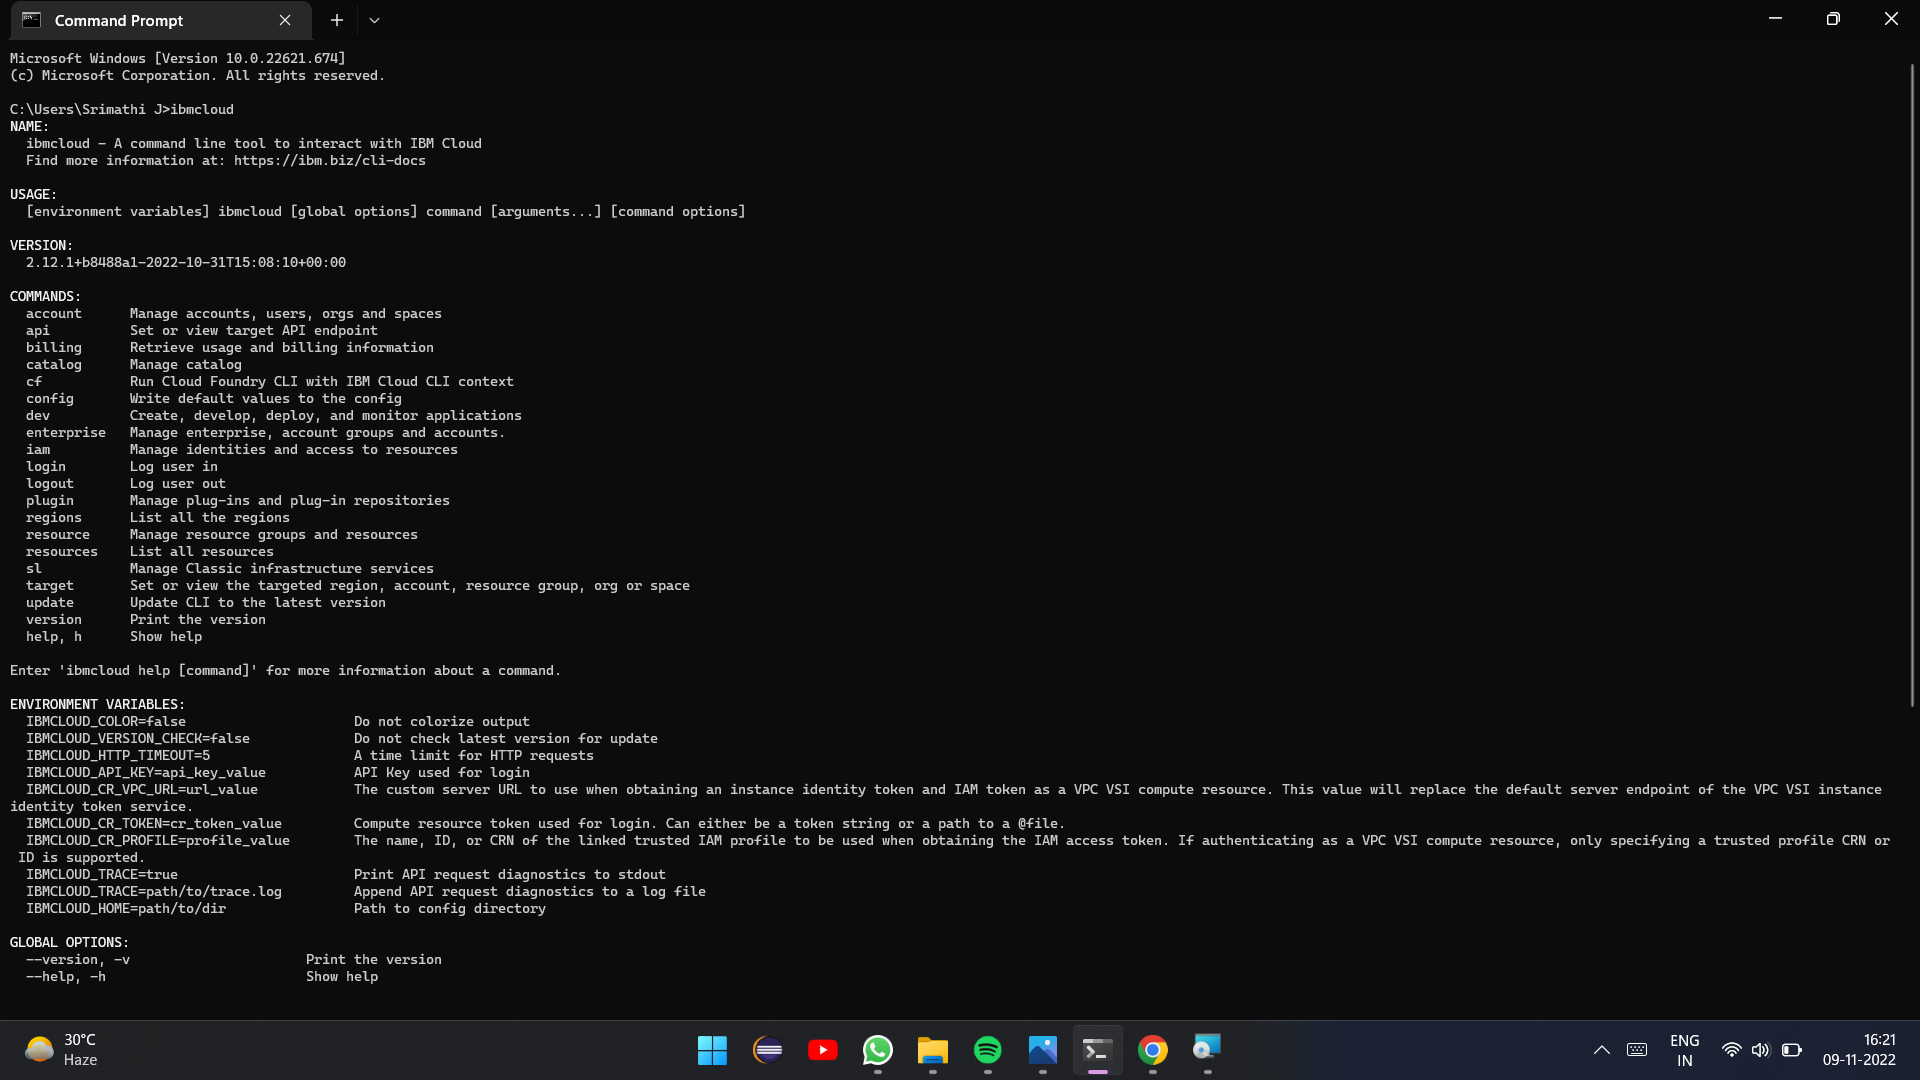 Command Prompt
Microsoft Windows [Version 10.0.22621.674]
(c) Microsoft Corporation. All rights reserved.
C:\Users\Srimathi J>ibmcloud
NAME:
ibmcloud - A command line tool to interact with IBM Cloud
Find more information at: https://ibm.biz/cli-docs
USAGE:
[environment variables] ibmcloud [global options] command [arguments...] [command options]
VERSION:
2.12.1+b8488a1-2022-10-31T15:08:10+00:00
COMMANDS:
account Manage accounts, users, orgs and spaces
api Set or view target API endpoint
billing Retrieve usage and billing information
catalog Manage catalog
cf Run Cloud Foundry CLI with IBM Cloud CLI context
config Write default values to the config
dev Create, develop, deploy, and monitor applications
enterprise Manage enterprise, account groups and accounts.
iam Manage identities and access to resources
login Log user in
logout Log user out
plugin Manage plug-ins and plug-in repositories
regions List all the regions
resource Manage resource groups and resources
resources List all resources
sl Manage Classic infrastructure services
target Set or view the targeted region, account, resource group, org or space
update Update CLI to the latest version
version Print the version
help, h Show help
Enter 'ibmcloud help [command]' for more information about a command.
ENVIRONMENT VARIABLES:
IBMCLOUD_COLOR=false Do not colorize output
IBMCLOUD_VERSION_CHECK=false Do not check latest version for update
IBMCLOUD_HTTP_TIMEOUT=5 A time limit for HTTP requests
IBMCLOUD_API_KEY=api_key_value API Key used for login
IBMCLOUD_CR_VPC_URL=url_value The custom server URL to use when obtaining an instance identity token and IAM token as a VPC VSI compute resource. This value will replace the default server endpoint of the VPC VSI instance
identity token service.
IBMCLOUD_CR_TOKEN=cr_token_value Compute resource token used for login. Can either be a token string or a path to a @file.
IBMCLOUD_CR_PROFILE=profile_value The name, ID, or CRN of the linked trusted IAM profile to be used when obtaining the IAM access token. If authenticating as a VPC VSI compute resource, only specifying a trusted profile CRN or
ID is supported.
IBMCLOUD_TRACE=true Print API request diagnostics to stdout
IBMCLOUD_TRACE=path/to/trace.log Append API request diagnostics to a log file
IBMCLOUD_HOME=path/to/dir Path to config directory
GLOBAL OPTIONS:
--version, -v Print the version
--help, -h Show help
30°C
Haze
ENG
IN
16:21
09-11-2022